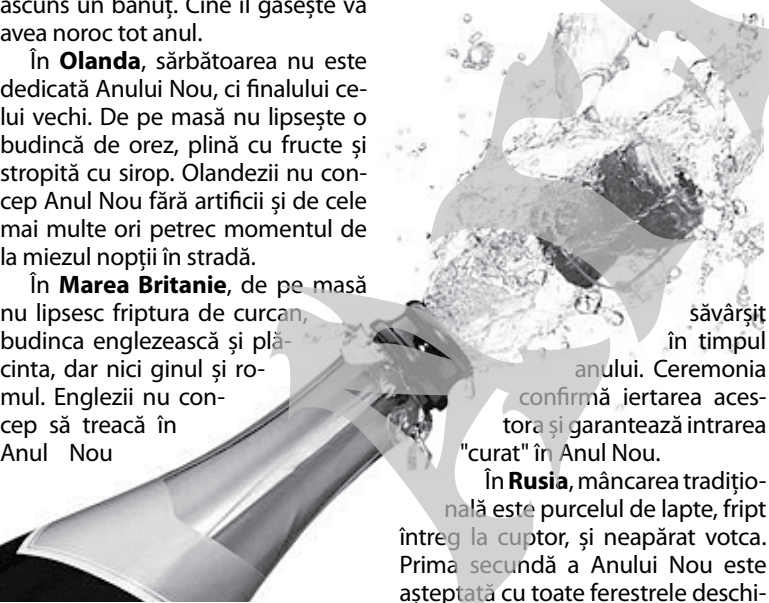 ascuns un bănuț. Cine îl găsește va
avea noroc tot anul.
În Olanda, sărbătoarea nu este
dedicată Anului Nou, ci finalului ce-
lui vechi. De pe masă nu lipsește o
budincă de orez, plină cu fructe și
stropită cu sirop. Olandezii nu con-
cep Anul Nou fără artificii și de cele
mai multe ori petrec momentul de
la miezul nopții în stradă.
În Marea Britanie, de pe masă
nu lipsesc friptura de curcan,
budinca englezească și plă-
cinta, dar nici ginul și ro-
mul. Englezii nu con-
cep să treacă în
Anul Nou
săvârșit
în timpul
anului. Ceremonia
confirmă iertarea aces-
tora și garantează intrarea
"curat" în Anul Nou.
În Rusia, mâncarea tradițio-
nală este purcelul de lapte, fript
întreg la cuptor, și neapărat votca.
Prima secundă a Anului Nou este
așteptată cu toate ferestrele deschi-